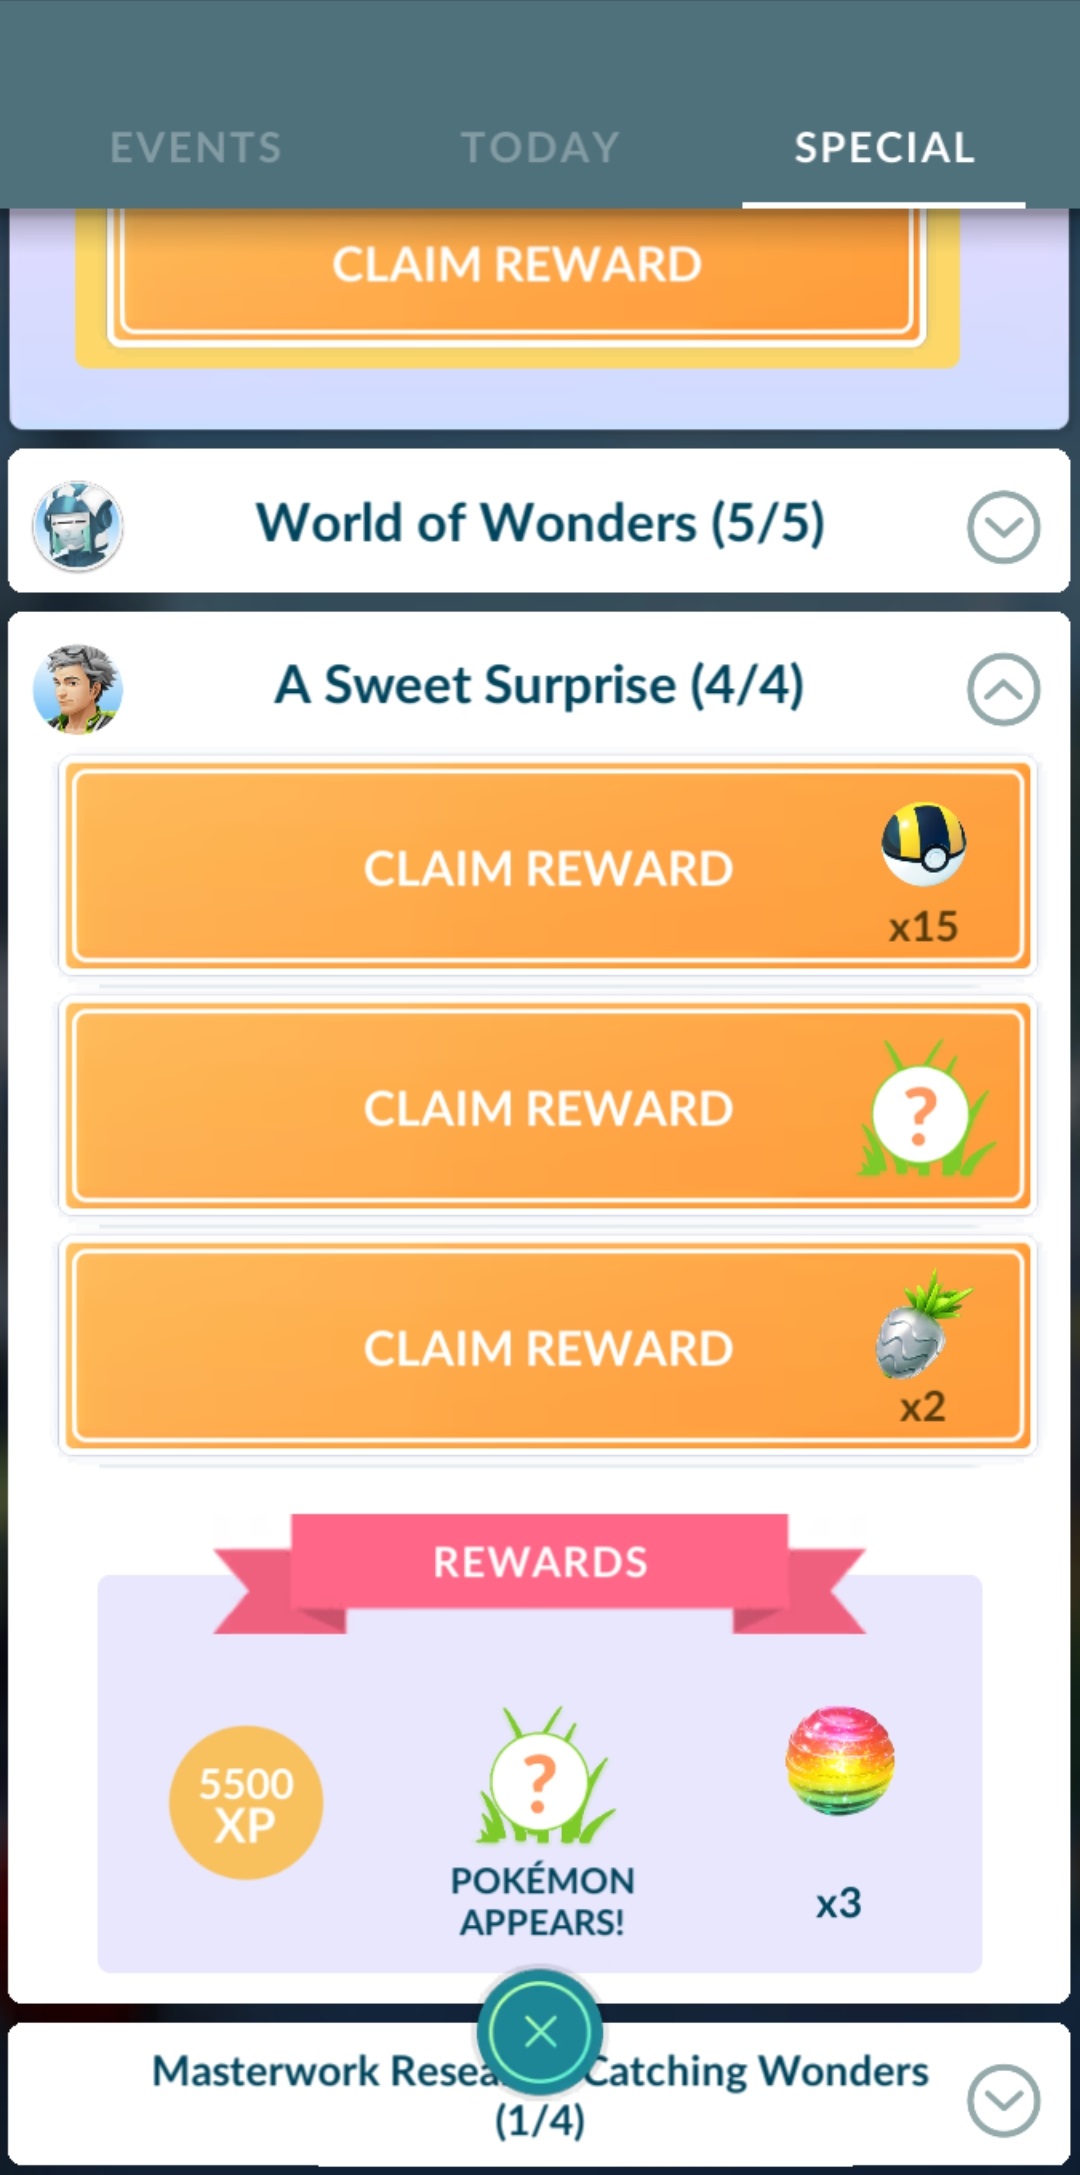 EVENTS TODAY SPECIAL
CLAIM REWARD
World of Wonders (5/5)
A Sweet Surprise (4/4)
CLAIM REWARD
x15
CLAIM REWARD
?
CLAIM REWARD
x2
REWARDS
5500
XP
?
POKÉMON
APPEARS!
x3
Masterwork Resea Catching Wonders
(1/4)